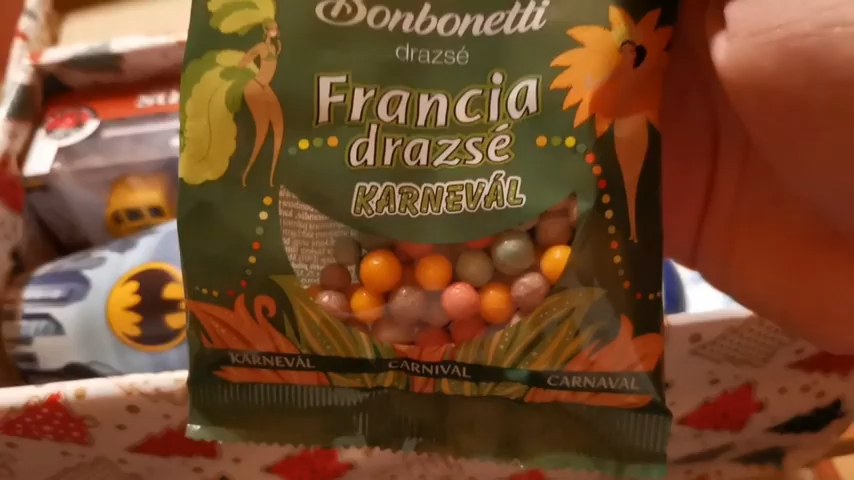 Bonbonetti
drazsé
Francia
drazsé
KARNEVÁL
KARNEVÁL
CARNIVAL
CARNAVAL